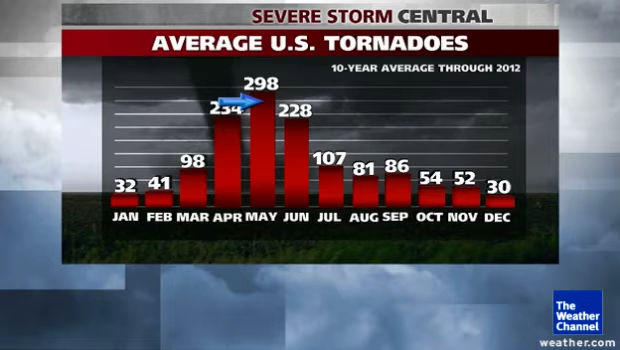 SEVERE STORM CENTRAL
AVERAGE U.S. TORNADOES
10-YEAR AVERAGE THROUGH 2012
32 41 98 234 298 228 107 81 86 54 52 30
JAN FEB MAR APR MAY JUN JUL AUG SEP OCT NOV DEC
The
Weather
Channel
weather.com